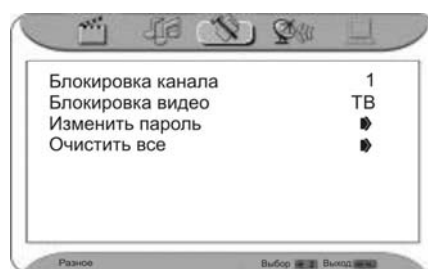 Блокировка канала 1
Блокировка видео ТВ
Изменить пароль
Очистить все
Разное Выбор Выход